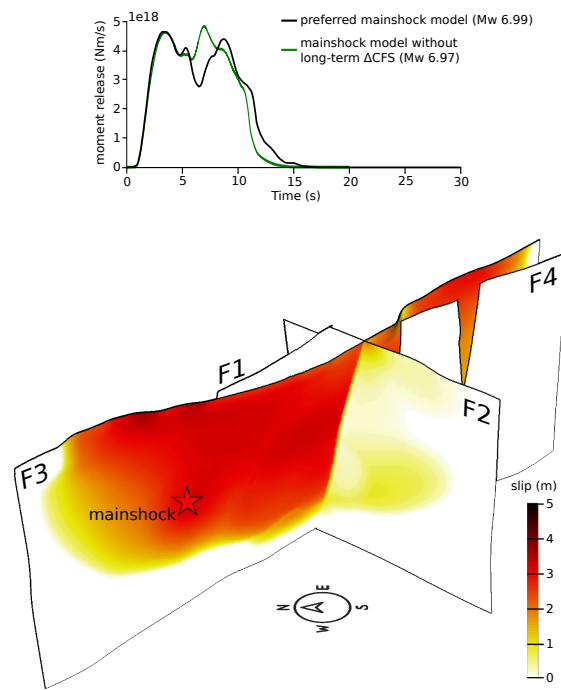 1e18
5
4
3
2
1
0
moment release (Nm/s)
0 5 10 15 20 25 30
Time (s)
preferred mainshock model (Mw 6.99)
mainshock model without
long-term ΔCFS (Mw 6.97)
F4
F1
F2
F3
mainshock
slip (m)
5
4
3
2
1
0
N E S W